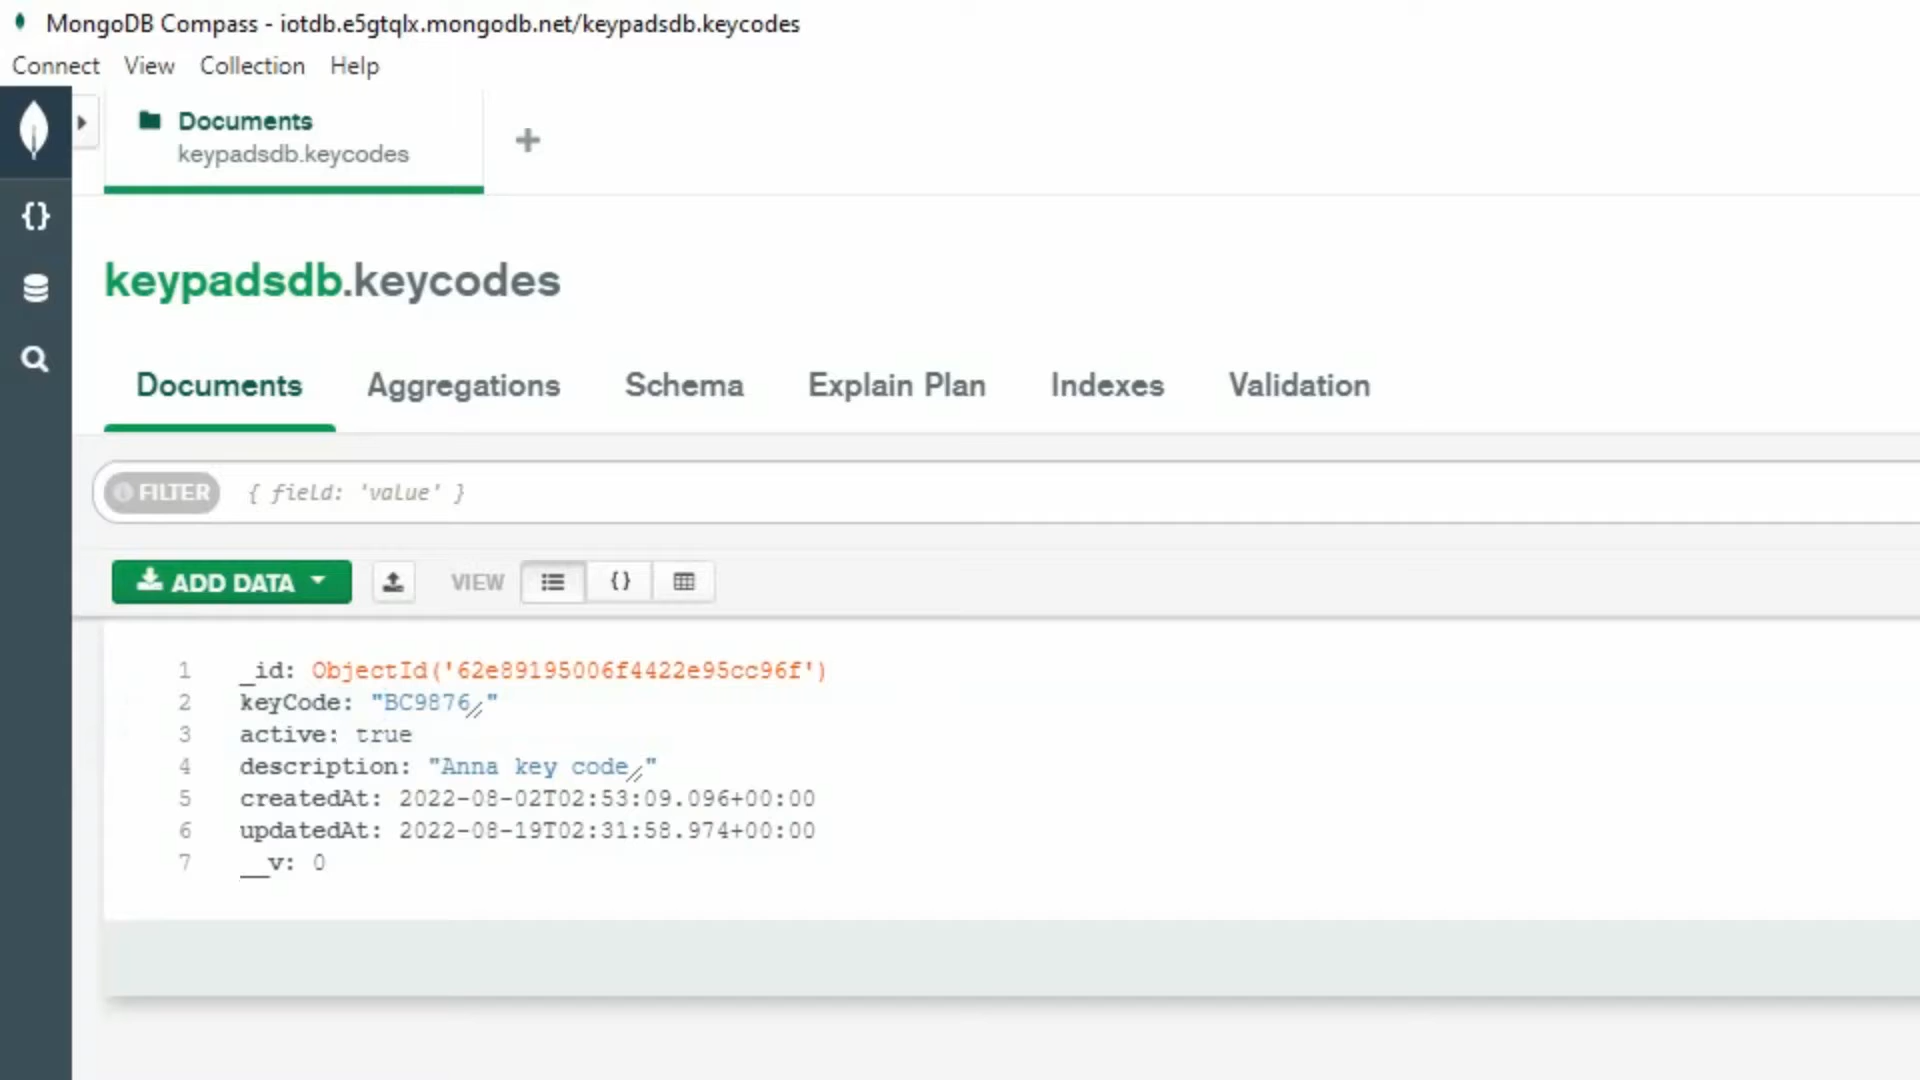 MongoDB Compass - iotdb.e5gtqlx.mongodb.net/keypadsdb.keycodes
Connect View Collection Help
Documents
keypadsdb.keycodes
keypadsdb.keycodes
Documents Aggregations Schema Explain Plan Indexes Validation
FILTER { field: 'value' }
ADD DATA VIEW {}
1 _id: ObjectId('62e89195006f4422e95cc96f')
2 keyCode: "BC9876"
3 active: true
4 description: "Anna key code"
5 createdAt: 2022-08-02T02:53:09.096+00:00
6 updatedAt: 2022-08-19T02:31:58.974+00:00
7 __v: 0